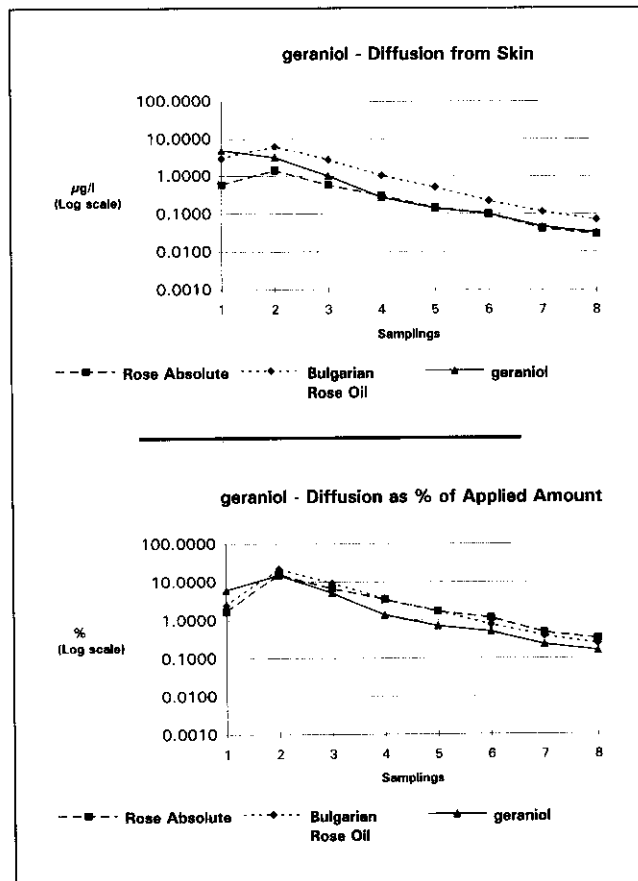 geraniol - Diffusion from Skin
100.0000
10.0000
1.0000
0.1000
0.0100
0.0010
µg/l
(Log scale)
1 2 3 4 5 6 7 8
Samplings
Rose Absolute Bulgarian Rose Oil geraniol
geraniol - Diffusion as % of Applied Amount
100.0000
10.0000
1.0000
0.1000
0.0100
0.0010
%
(Log scale)
1 2 3 4 5 6 7 8
Samplings
Rose Absolute Bulgarian Rose Oil geraniol